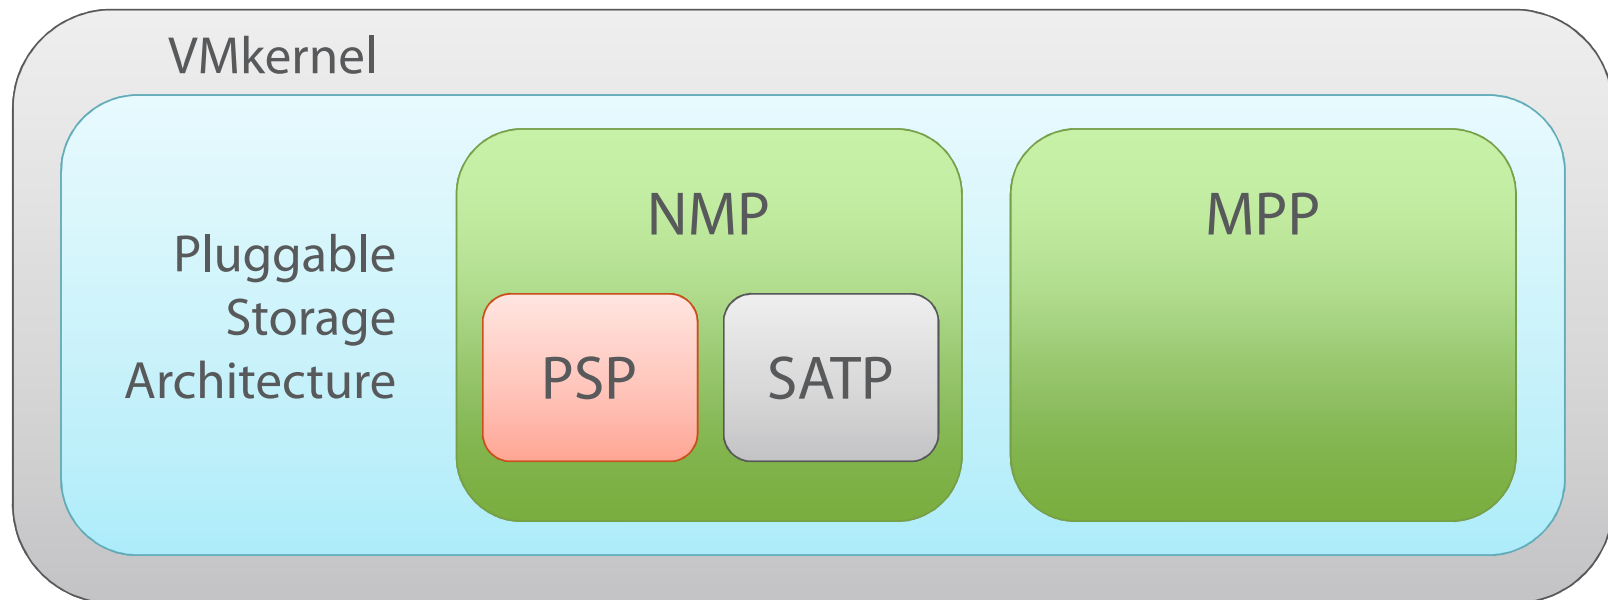 VMkernel
Pluggable
Storage
Architecture
NMP
PSP
SATP
MPP